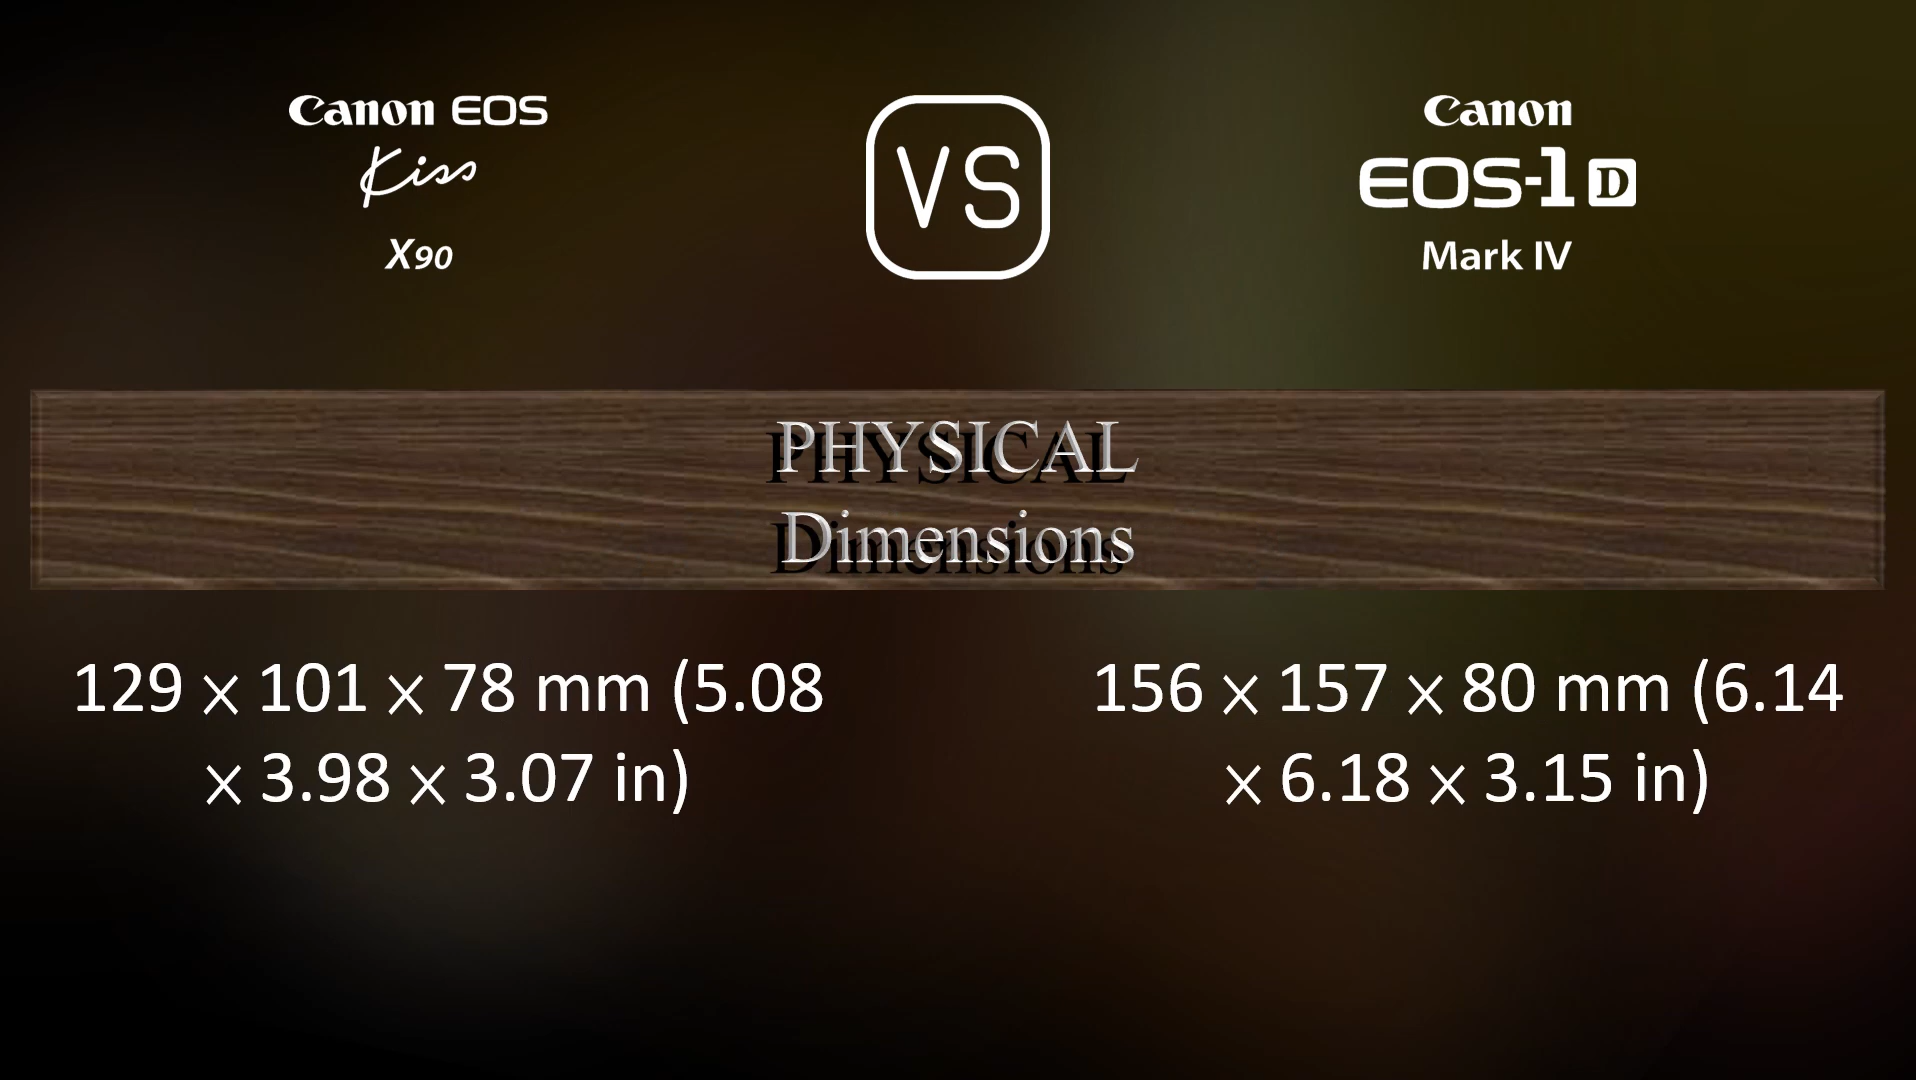 Canon EOS
Kiss
X90
VS
Canon
EOS-1D
Mark IV
PHYSICAL
Dimensions
129 x 101 x 78 mm (5.08
x 3.98 x 3.07 in)
156 x 157 x 80 mm (6.14
x 6.18 x 3.15 in)